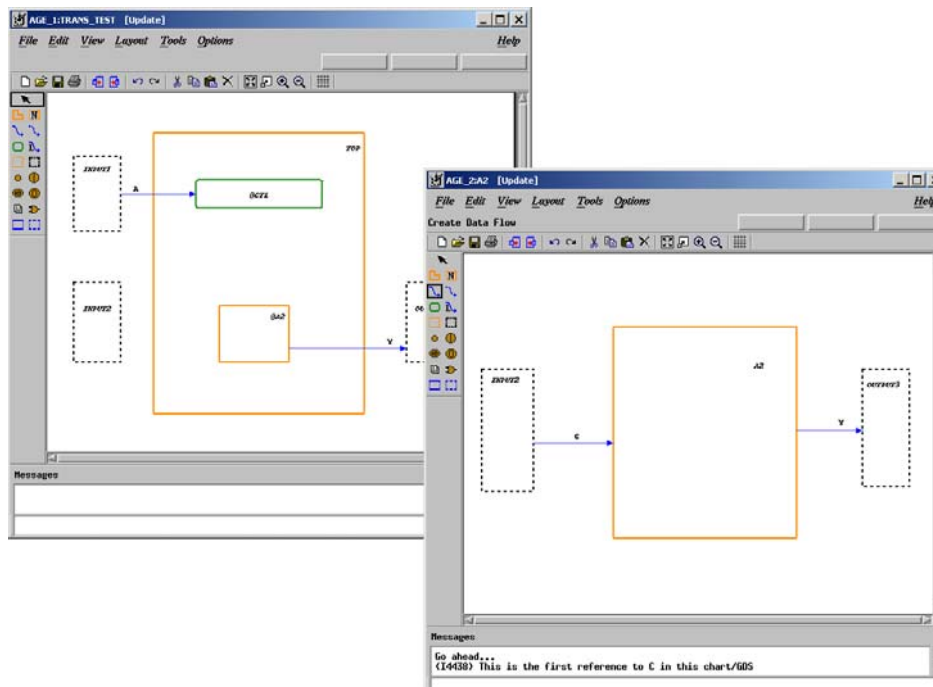 AGE_1:TRANS_TEST [Update]
File Edit View Layout Tools Options Help
INPUT1
A
TOP
@CTL
INPUT2
@A2
Y
Messages
AGE_2:A2 [Update]
File Edit View Layout Tools Options Help
Create Data Flow
INPUT2
C
A2
Y
Messages
Go ahead...
(I4438) This is the first reference to C in this chart/GDS